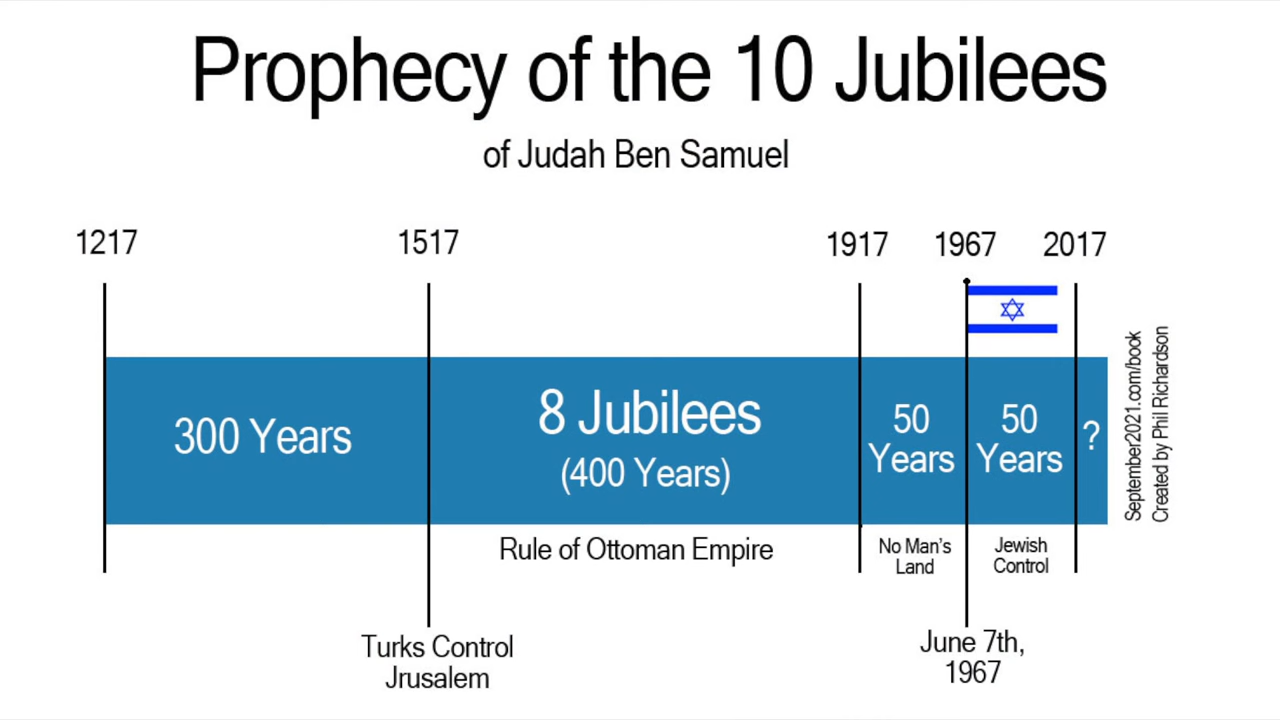 Prophecy of the 10 Jubilees
of Judah Ben Samuel
1217
1517
1917
1967
2017
300 Years
8 Jubilees
(400 Years)
50
Years
50
Years
?
Rule of Ottoman Empire
No Man's
Land
Jewish
Control
Turks Control
Jrusalem
June 7th,
1967
September2021.com/book
Created by Phil Richardson